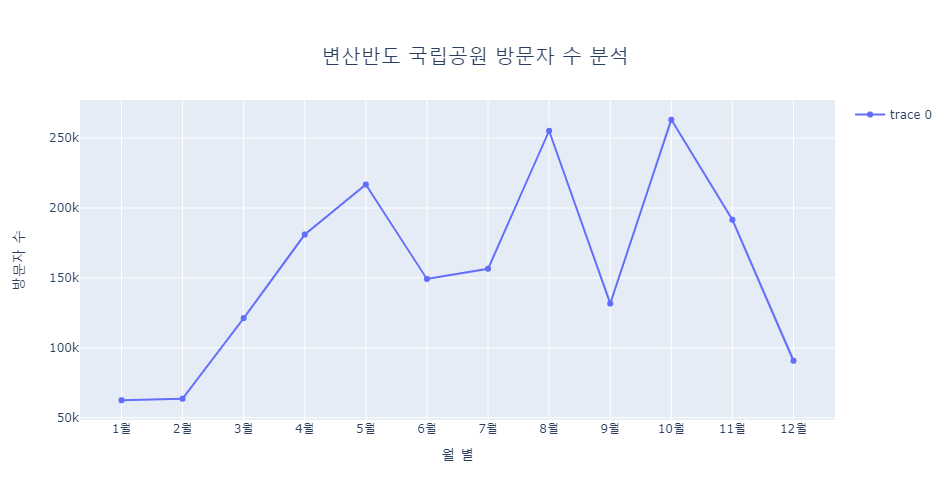 변산반도 국립공원 방문자 수 분석
trace 0
250k
200k
150k
100k
50k
방문자 수
1월 2월 3월 4월 5월 6월 7월 8월 9월 10월 11월 12월
월 별